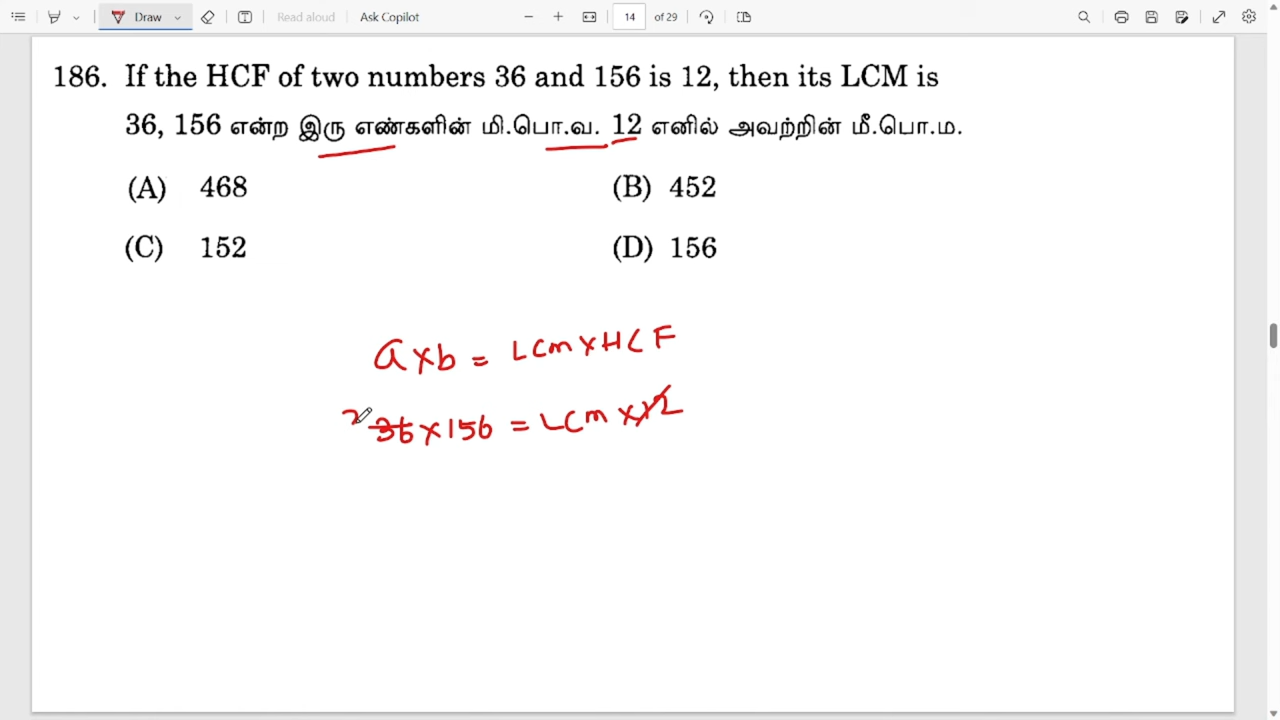 Draw
Read aloud
Ask Copilot
14 of 29
186. If the HCF of two numbers 36 and 156 is 12, then its LCM is
36, 156 என்ற இரு எண்களின் மி.பொ.வ. 12 எனில் அவற்றின் மீ.பொ.ம.
(A) 468
(B) 452
(C) 152
(D) 156
a×b = LCM×HCF
36×156 = LCM×12